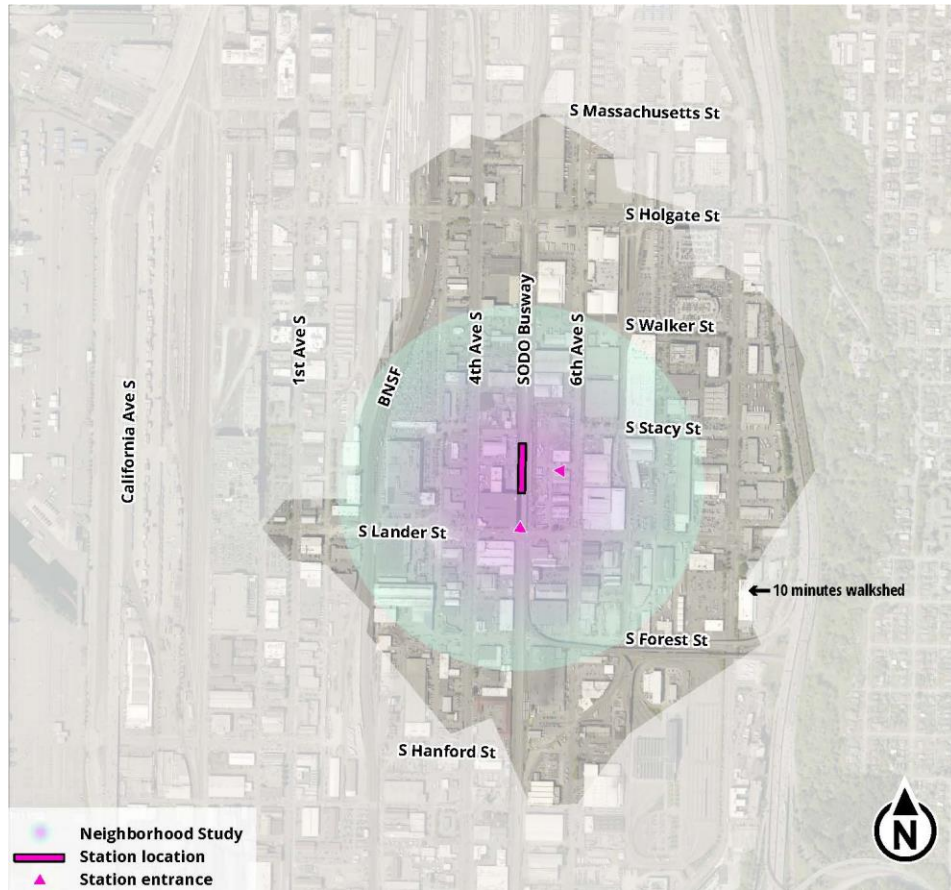 S Massachusetts St
S Holgate St
S Walker St
SODO Busway
4th Ave S
6th Ave S
1st Ave S
BNSF
California Ave S
S Stacy St
S Lander St
10 minutes walkshed
S Forest St
S Hanford St
N
Neighborhood Study
Station location
Station entrance